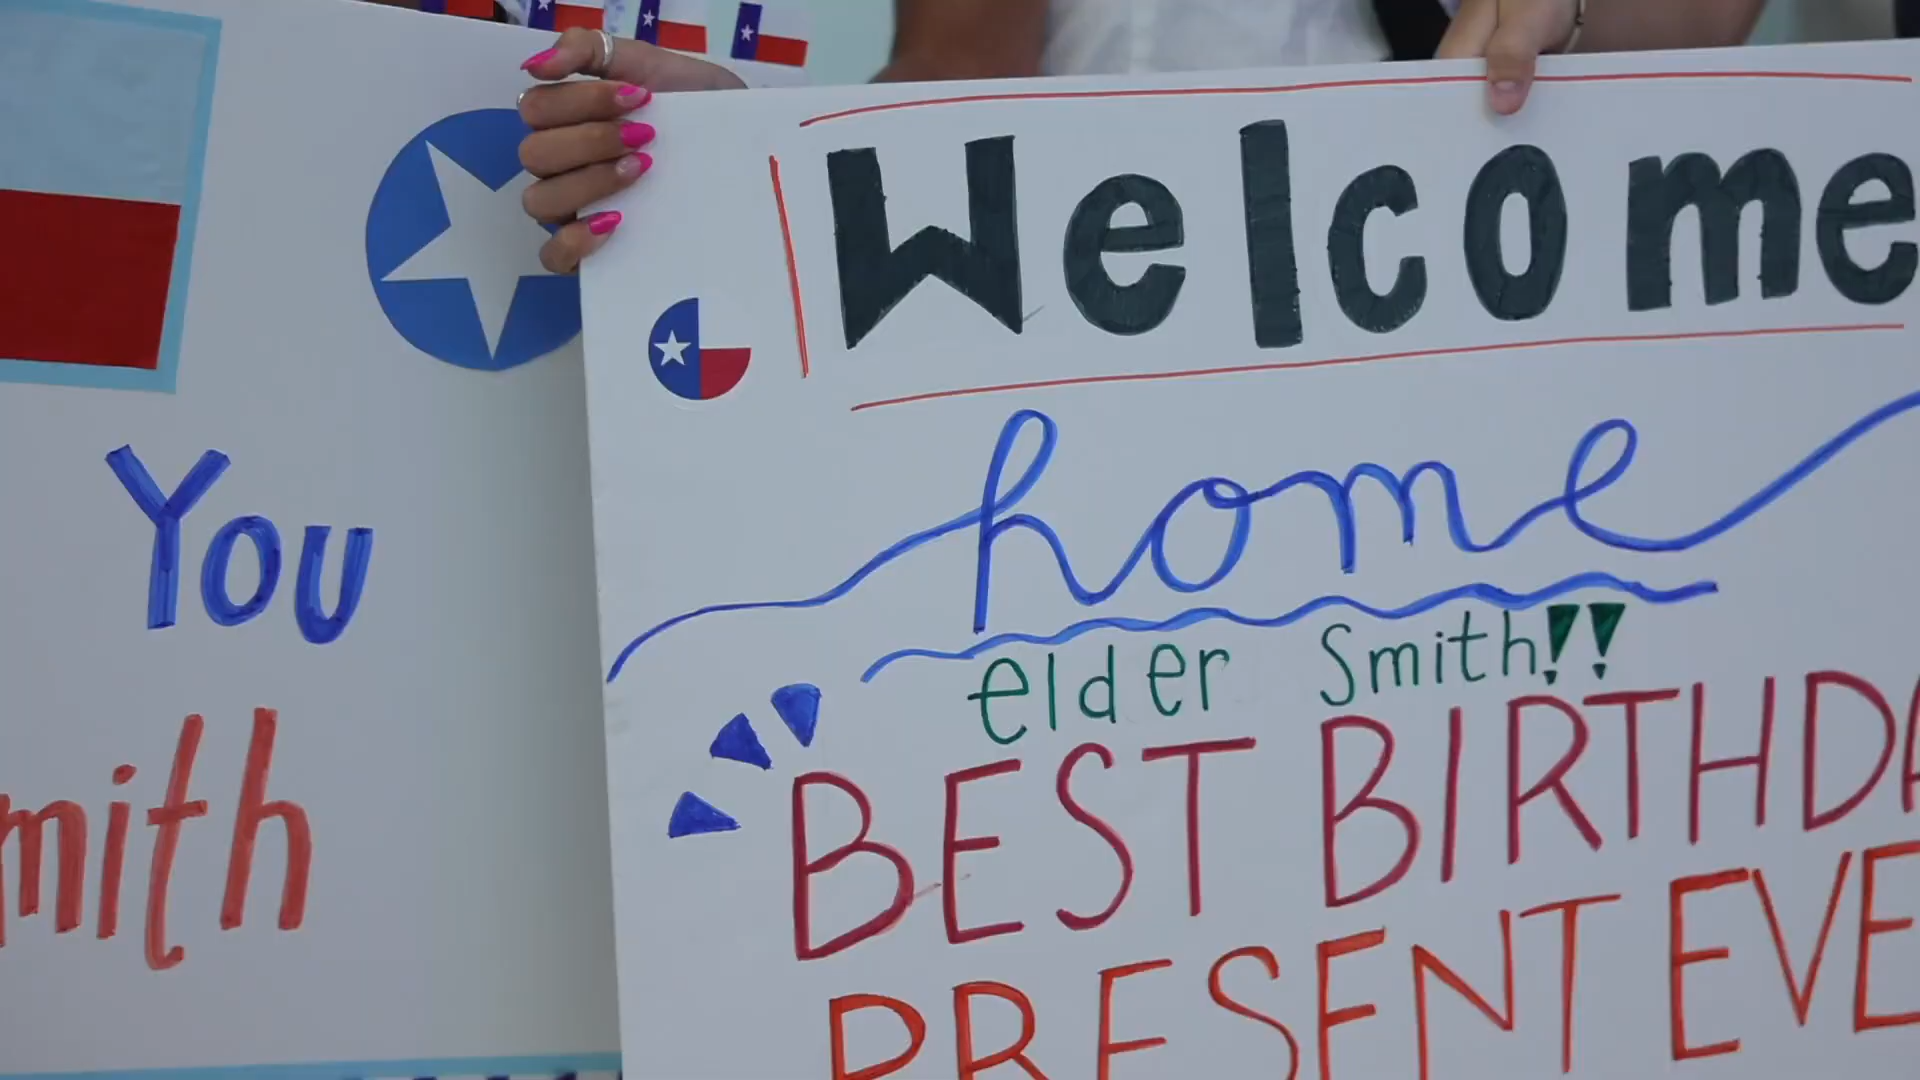 You
mith
Welcome
home
elder Smith!!
BEST BIRTHDA
PRESENT EVE